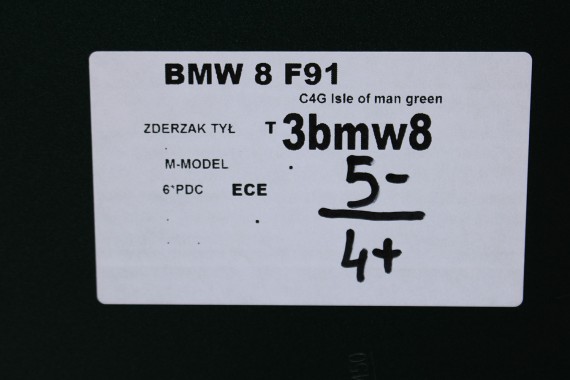 BMW 8 F91
C4G Isle of man green
ZDERZAK TYŁ T 3bmw8
M-MODEL
6*PDC ECE
5-
4+